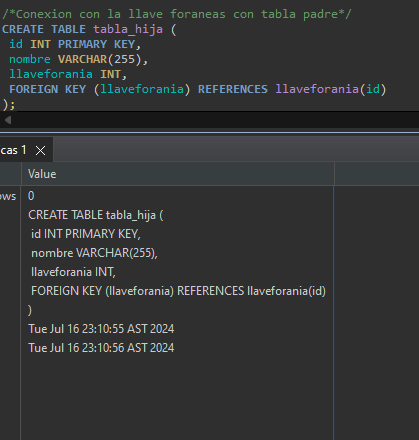 /*Conexion con la llave foraneas con tabla padre*/
CREATE TABLE tabla_hija (
id INT PRIMARY KEY,
nombre VARCHAR(255),
llaveforania INT,
FOREIGN KEY (llaveforania) REFERENCES llaveforania(id)
);
cas 1
Value
ows 0
CREATE TABLE tabla_hija (
id INT PRIMARY KEY,
nombre VARCHAR(255),
llaveforania INT,
FOREIGN KEY (llaveforania) REFERENCES llaveforania(id)
)
Tue Jul 16 23:10:55 AST 2024
Tue Jul 16 23:10:56 AST 2024